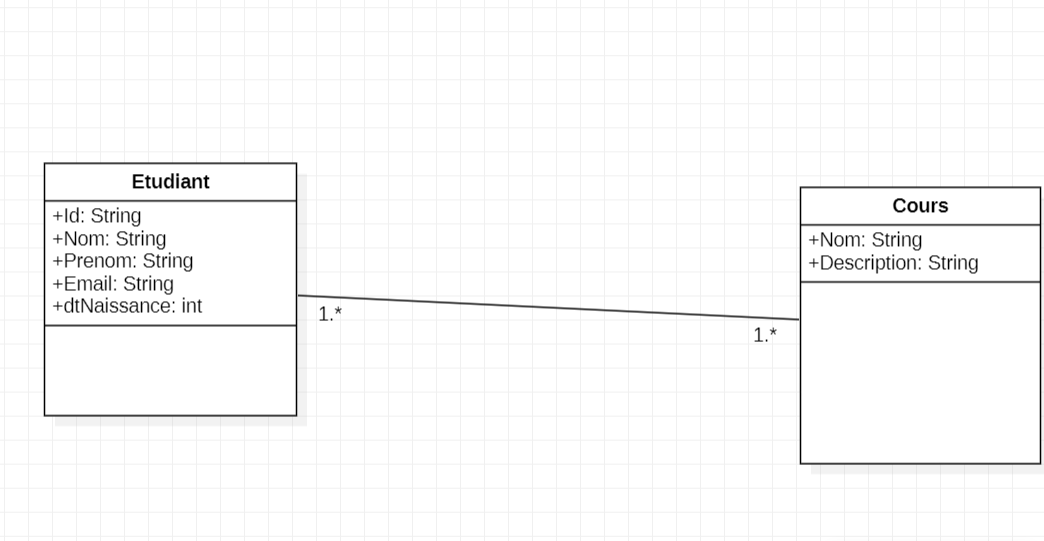 Etudiant
+Id: String
+Nom: String
+Prenom: String
+Email: String
+dtNaissance: int
1.*
1.*
Cours
+Nom: String
+Description: String